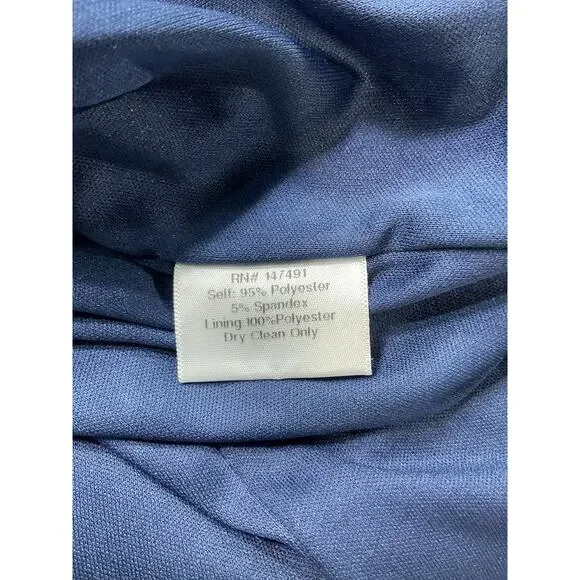 RN# 147491
Self: 95% Polyester
5% Spandex
Lining:100%Polyester
Dry Clean Only